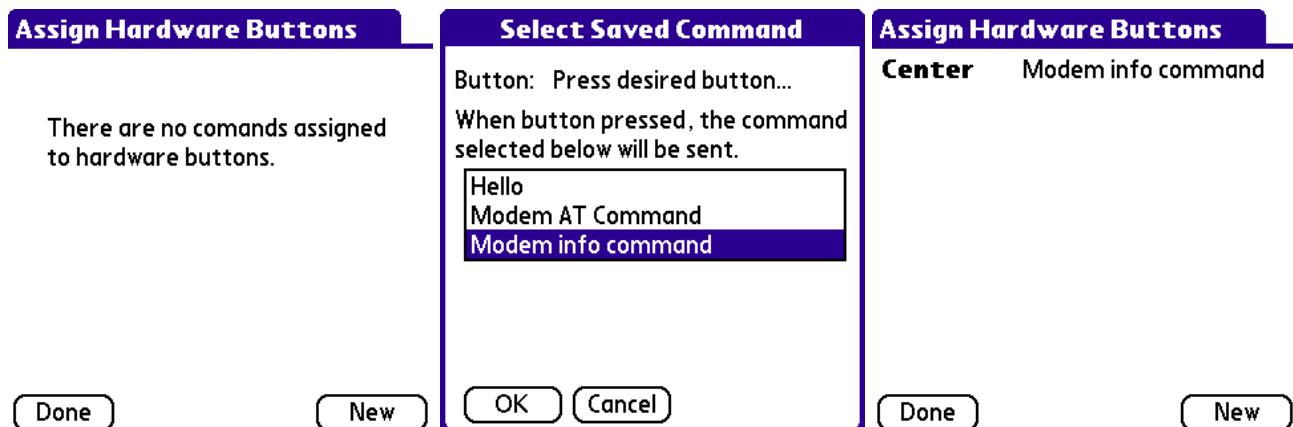 Assign Hardware Buttons
There are no comands assigned
to hardware buttons.
Done
New
Select Saved Command
Button: Press desired button...
When button pressed, the command
selected below will be sent.
Hello
Modem AT Command
Modem info command
OK
Cancel
Assign Hardware Buttons
Center Modem info command
Done
New